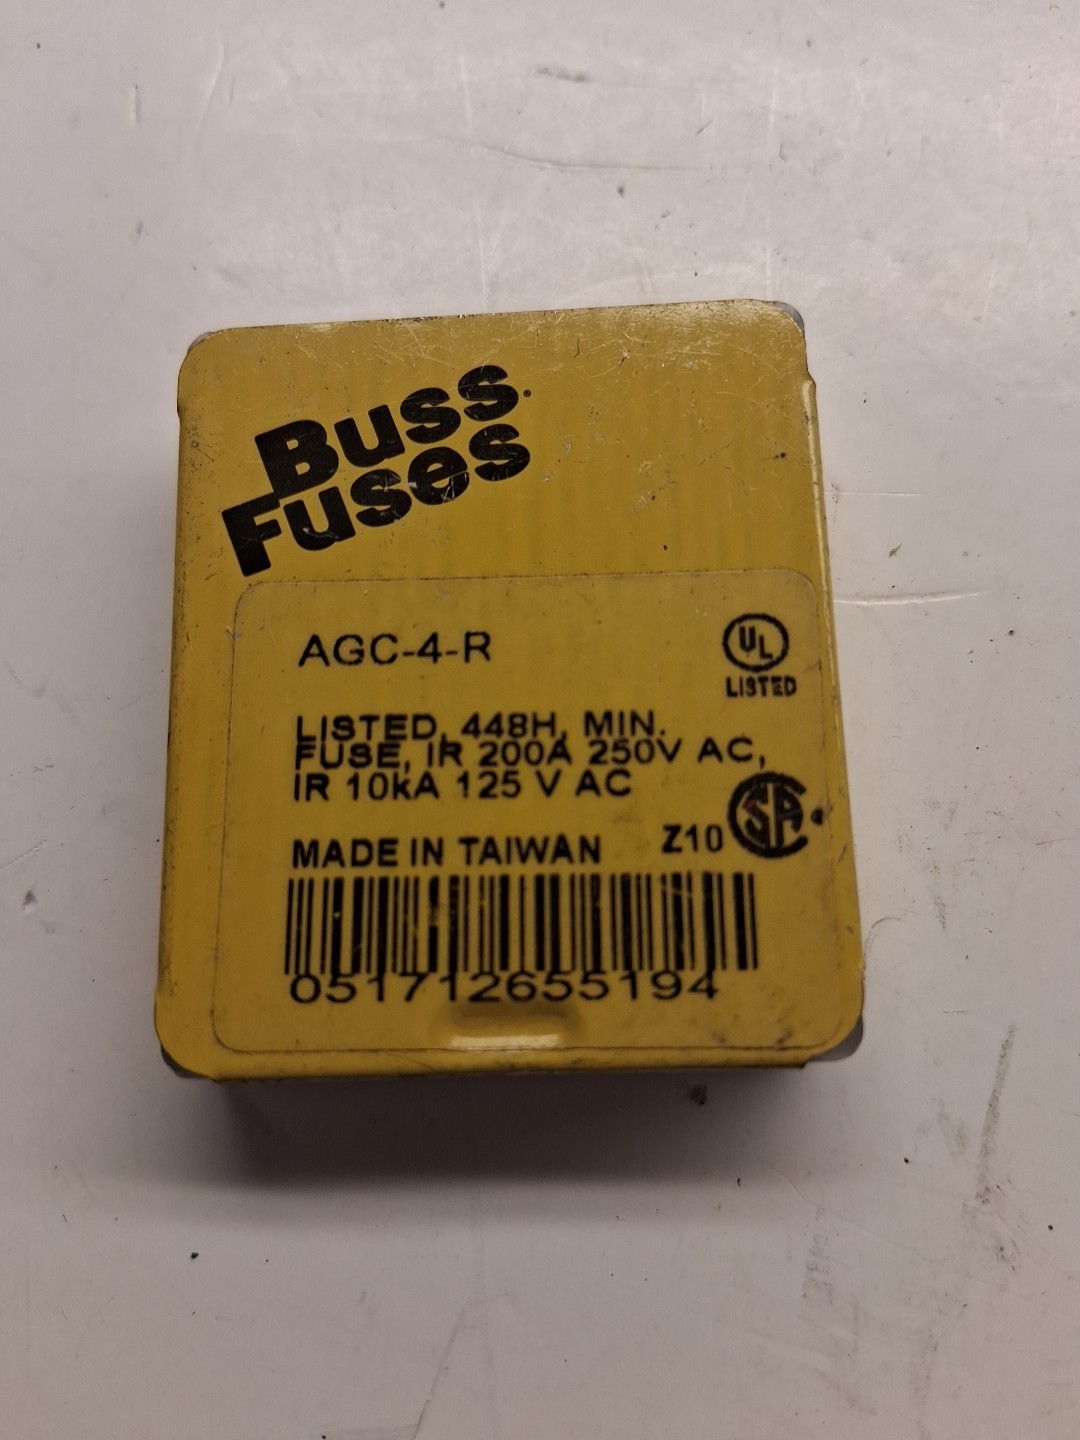 Buss
Fuses
AGC-4-R
UL
LISTED
LISTED, 448H, MIN.
FUSE, IR 200A 250V AC,
IR 10kA 125 V AC
SA
MADE IN TAIWAN Z10
051712655194